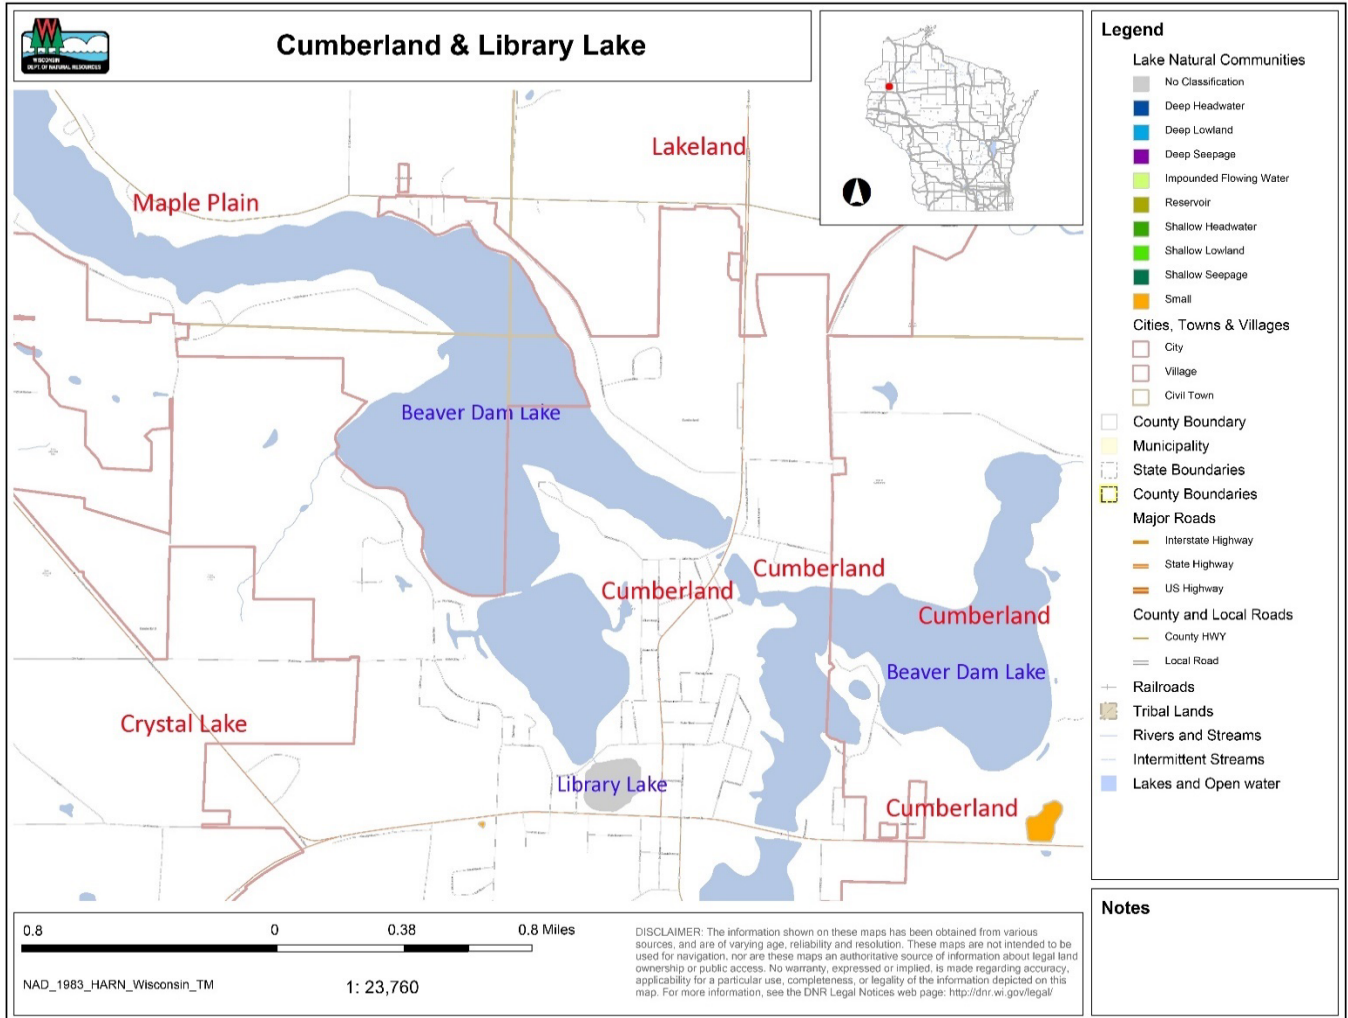 WISCONSIN
DEPT. OF NATURAL RESOURCES
Cumberland & Library Lake
Lakeland
Maple Plain
Beaver Dam Lake
Cumberland
Cumberland
Cumberland
Beaver Dam Lake
Crystal Lake
Library Lake
Cumberland
Legend
Lake Natural Communities
No Classification
Deep Headwater
Deep Lowland
Deep Seepage
Impounded Flowing Water
Reservoir
Shallow Headwater
Shallow Lowland
Shallow Seepage
Small
Cities, Towns & Villages
City
Village
Civil Town
County Boundary
Municipality
State Boundaries
County Boundaries
Major Roads
Interstate Highway
State Highway
US Highway
County and Local Roads
County HWY
Local Road
Railroads
Tribal Lands
Rivers and Streams
Intermittent Streams
Lakes and Open water
Notes
0.8 0 0.38 0.8 Miles
NAD_1983_HARN_Wisconsin_TM
1: 23,760
DISCLAIMER: The information shown on these maps has been obtained from various
sources, and are of varying age, reliability and resolution. These maps are not intended to be
used for navigation, nor are these maps an authoritative source of information about legal land
ownership or public access. No warranty, expressed or implied, is made regarding accuracy,
applicability for a particular use, completeness, or legality of the information depicted on this
map. For more information, see the DNR Legal Notices web page: http://dnr.wi.gov/legal/